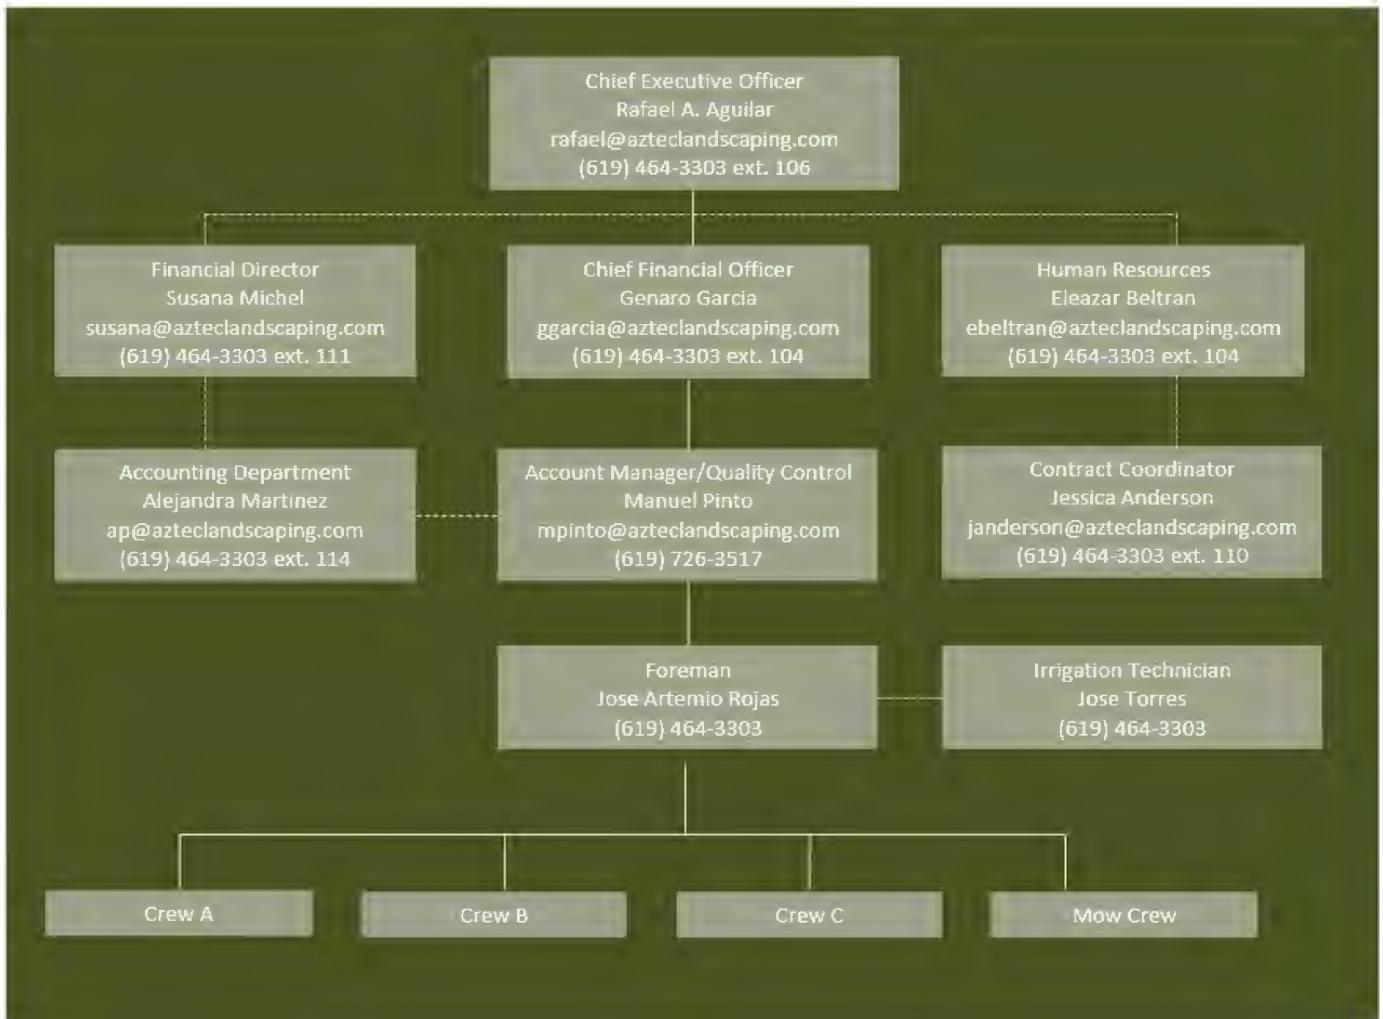 Chief Executive Officer
Rafael A. Aguilar
rafael@azteclandscaping.com
(619) 464-3303 ext. 106
Financial Director
Susana Michel
susana@azteclandscaping.com
(619) 464-3303 ext. 111
Chief Financial Officer
Genaro Garcia
ggarcia@azteclandscaping.com
(619) 464-3303 ext. 104
Human Resources
Eleazar Beltran
ebeltran@azteclandscaping.com
(619) 464-3303 ext. 104
Accounting Department
Alejandra Martinez
ap@azteclandscaping.com
(619) 464-3303 ext. 114
Account Manager/Quality Control
Manuel Pinto
mpinto@azteclandscaping.com
(619) 726-3517
Contract Coordinator
Jessica Anderson
janderson@azteclandscaping.com
(619) 464-3303 ext. 110
Foreman
Jose Artemio Rojas
(619) 464-3303
Irrigation Technician
Jose Torres
(619) 464-3303
Crew A
Crew B
Crew C
Mow Crew